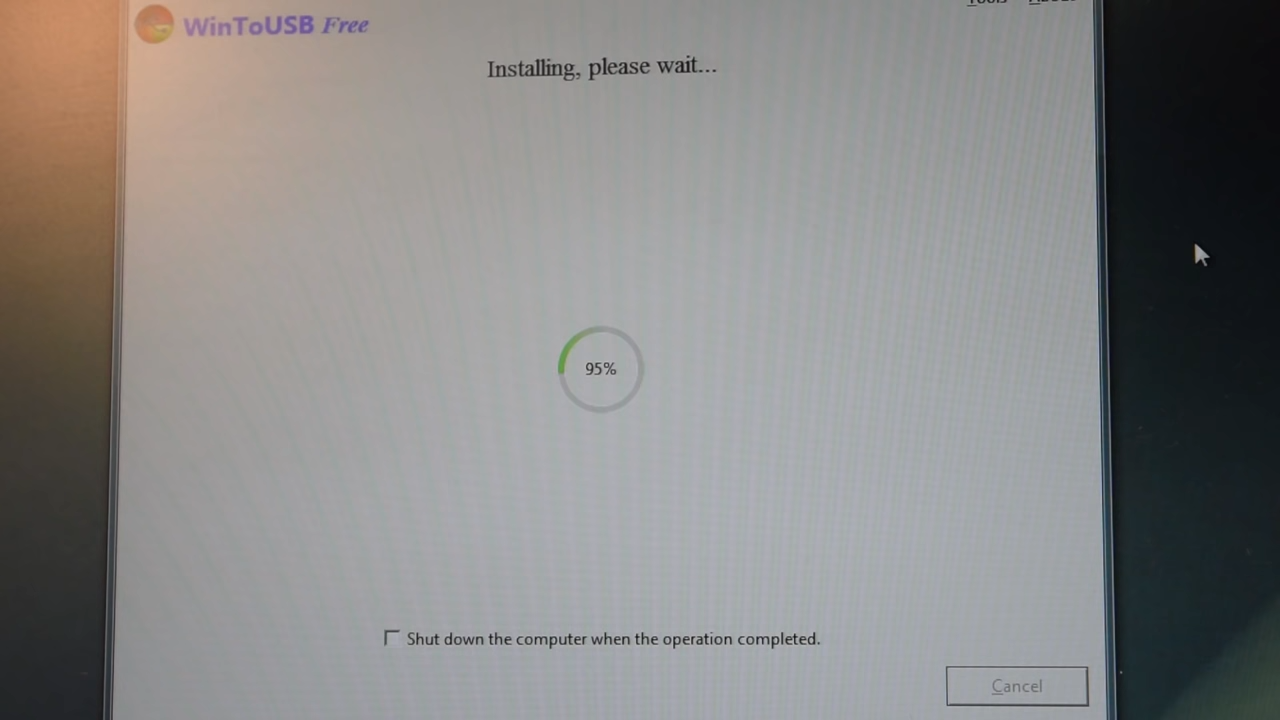 WinToUSB Free
Installing, please wait...
95%
Shut down the computer when the operation completed.
Cancel